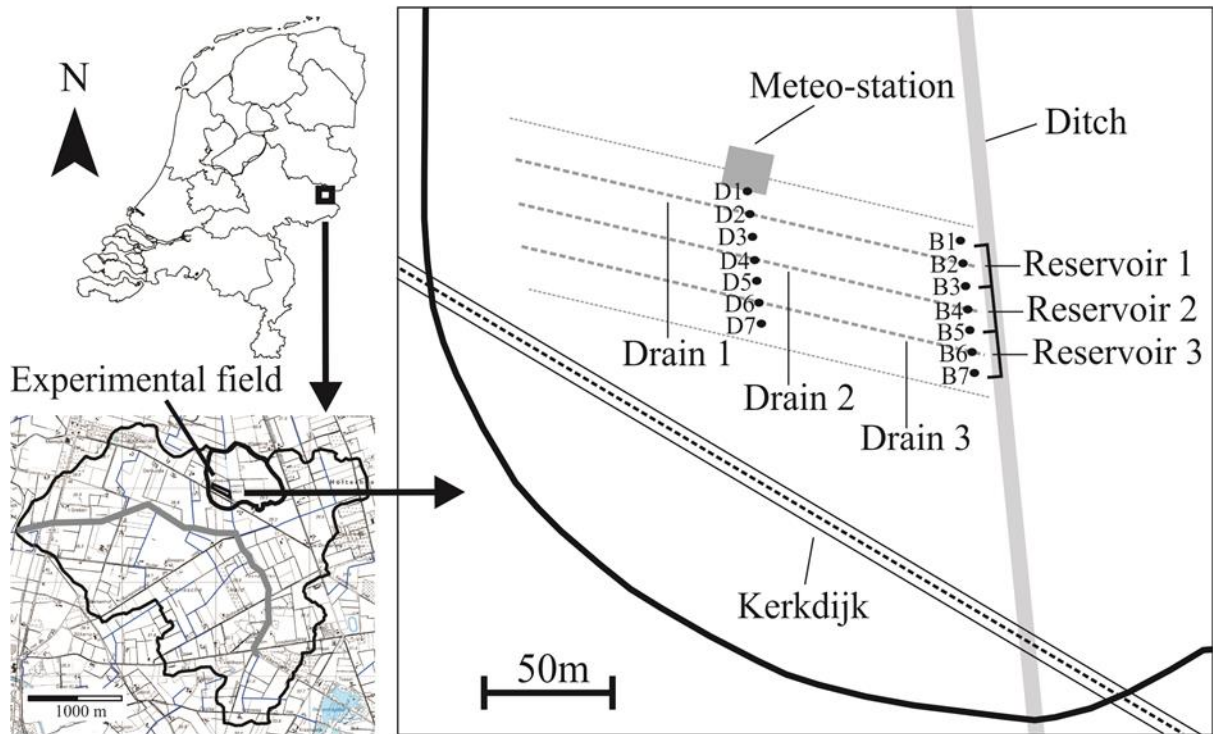 N
Experimental field
1000 m
Meteo-station
Ditch
D1
D2
D3
D4
D5
D6
D7
B1
B2
B3
B4
B5
B6
B7
Reservoir 1
Reservoir 2
Reservoir 3
Drain 1
Drain 2
Drain 3
Kerkdijk
50m